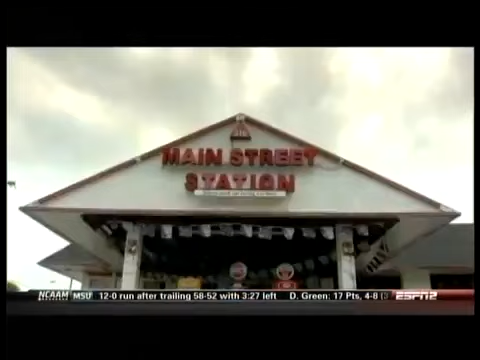 MAIN STREET
STATION
NCAAM MSU 12-0 run after trailing 58-52 with 3:27 left D. Green: 17 Pts, 4-8 ESPN2